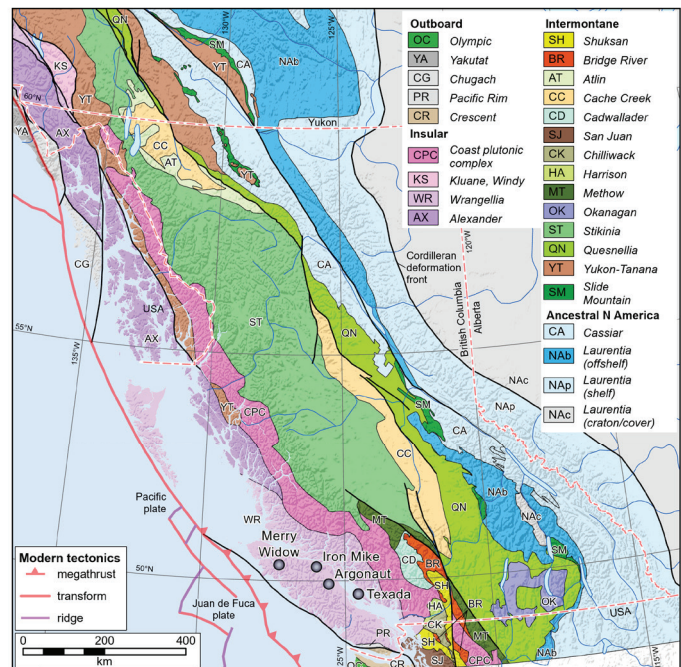 Outboard
OC Olympic
YA Yakutat
CG Chugach
PR Pacific Rim
CR Crescent
Insular
CPC Coast plutonic
complex
KS Kluane, Windy
WR Wrangellia
AX Alexander
Intermontane
SH Shuksan
BR Bridge River
AT Atlin
CC Cache Creek
CD Cadwallader
SJ San Juan
CK Chilliwack
HA Harrison
MT Methow
OK Okanagan
ST Stikinia
QN Quesnellia
YT Yukon-Tanana
SM Slide
Mountain
Ancestral N America
CA Cassiar
NAb Laurentia
(offshelf)
NAp Laurentia
(shelf)
NAc Laurentia
(craton/cover)
QN
130°N
SM
YT
CA
NAb
125°N
KS
YT
60°N
YA
AX
Yukon
CC
AT
YT
CG
CA
Cordilleran
deformation
front
120°W
British Columbia
Alberta
USA
ST
QN
55°N
135°W
AX
NAc
NAp
YT
CPC
SM
CA
CC
QN
NAb
NAc
Pacific
plate
WR
MT
Merry
Widow
Iron Mike
Argonaut
Texada
CD
BR
SM
SH
50°N
BR
OK
HA
USA
Juan de Fuca
plate
CK
MT
PR
SH
NAb
CR
SJ
CPC
Modern tectonics
megathrust
transform
ridge
0 200 400
km